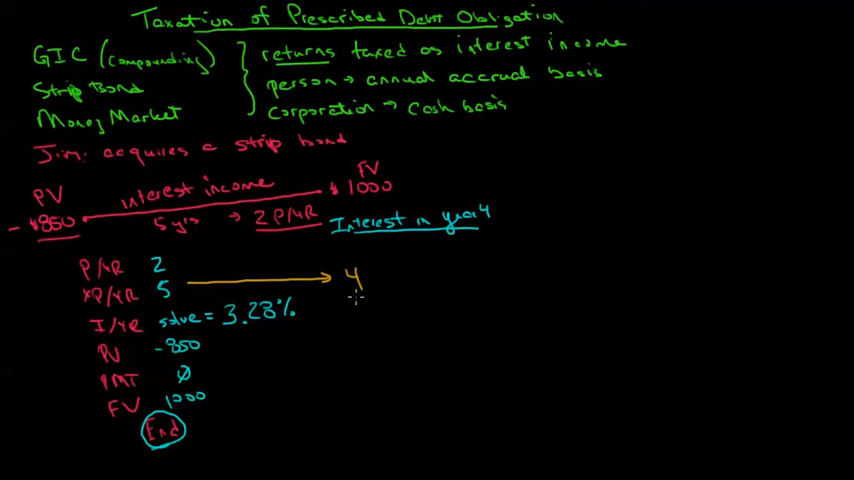 Taxation of Prescribed Debt Obligation
GIC (compounding) } returns taxed as interest income
Strip Bond person → annual accrual basis
Money Market corporation → cash basis
Jim: acquires a strip bond
PV interest income FV
- $850 $1000
5 yrs → 2 P/YR Interest in year 4
P/YR 2
xP/YR 5 → 4
I/YR solve = 3.28%
PV -850
PMT 0
FV 1000
End